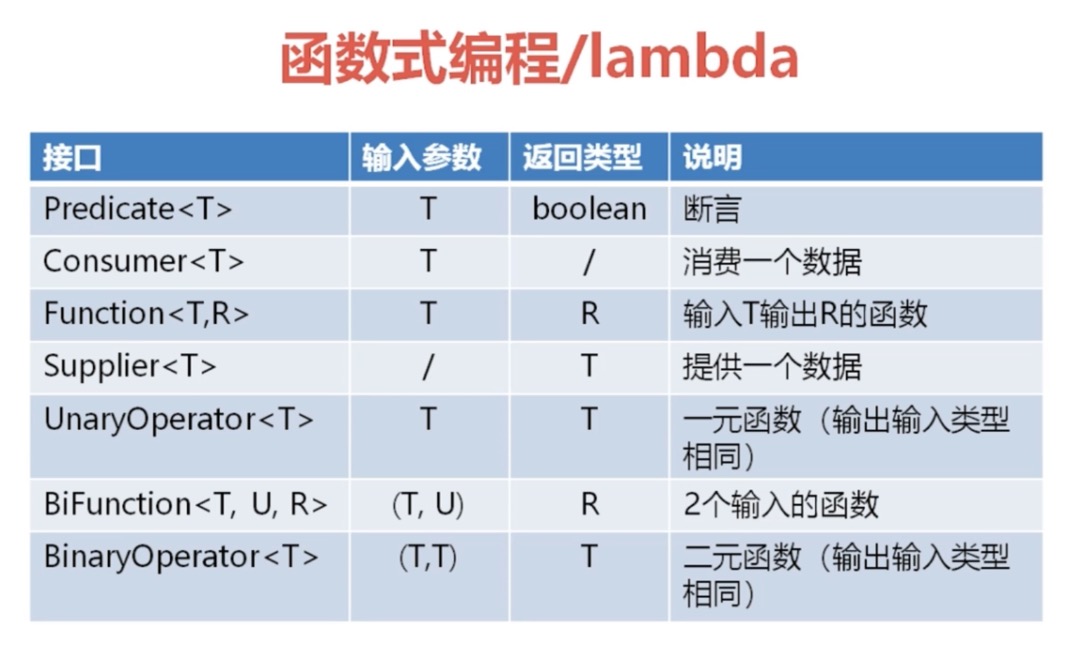 函数式编程/lambda
接口 输入参数 返回类型 说明
Predicate<T> T boolean 断言
Consumer<T> T / 消费一个数据
Function<T,R> T R 输入T输出R的函数
Supplier<T> / T 提供一个数据
UnaryOperator<T> T T 一元函数（输出输入类型
相同）
BiFunction<T, U, R> (T, U) R 2个输入的函数
BinaryOperator<T> (T,T) T 二元函数（输出输入类型
相同）